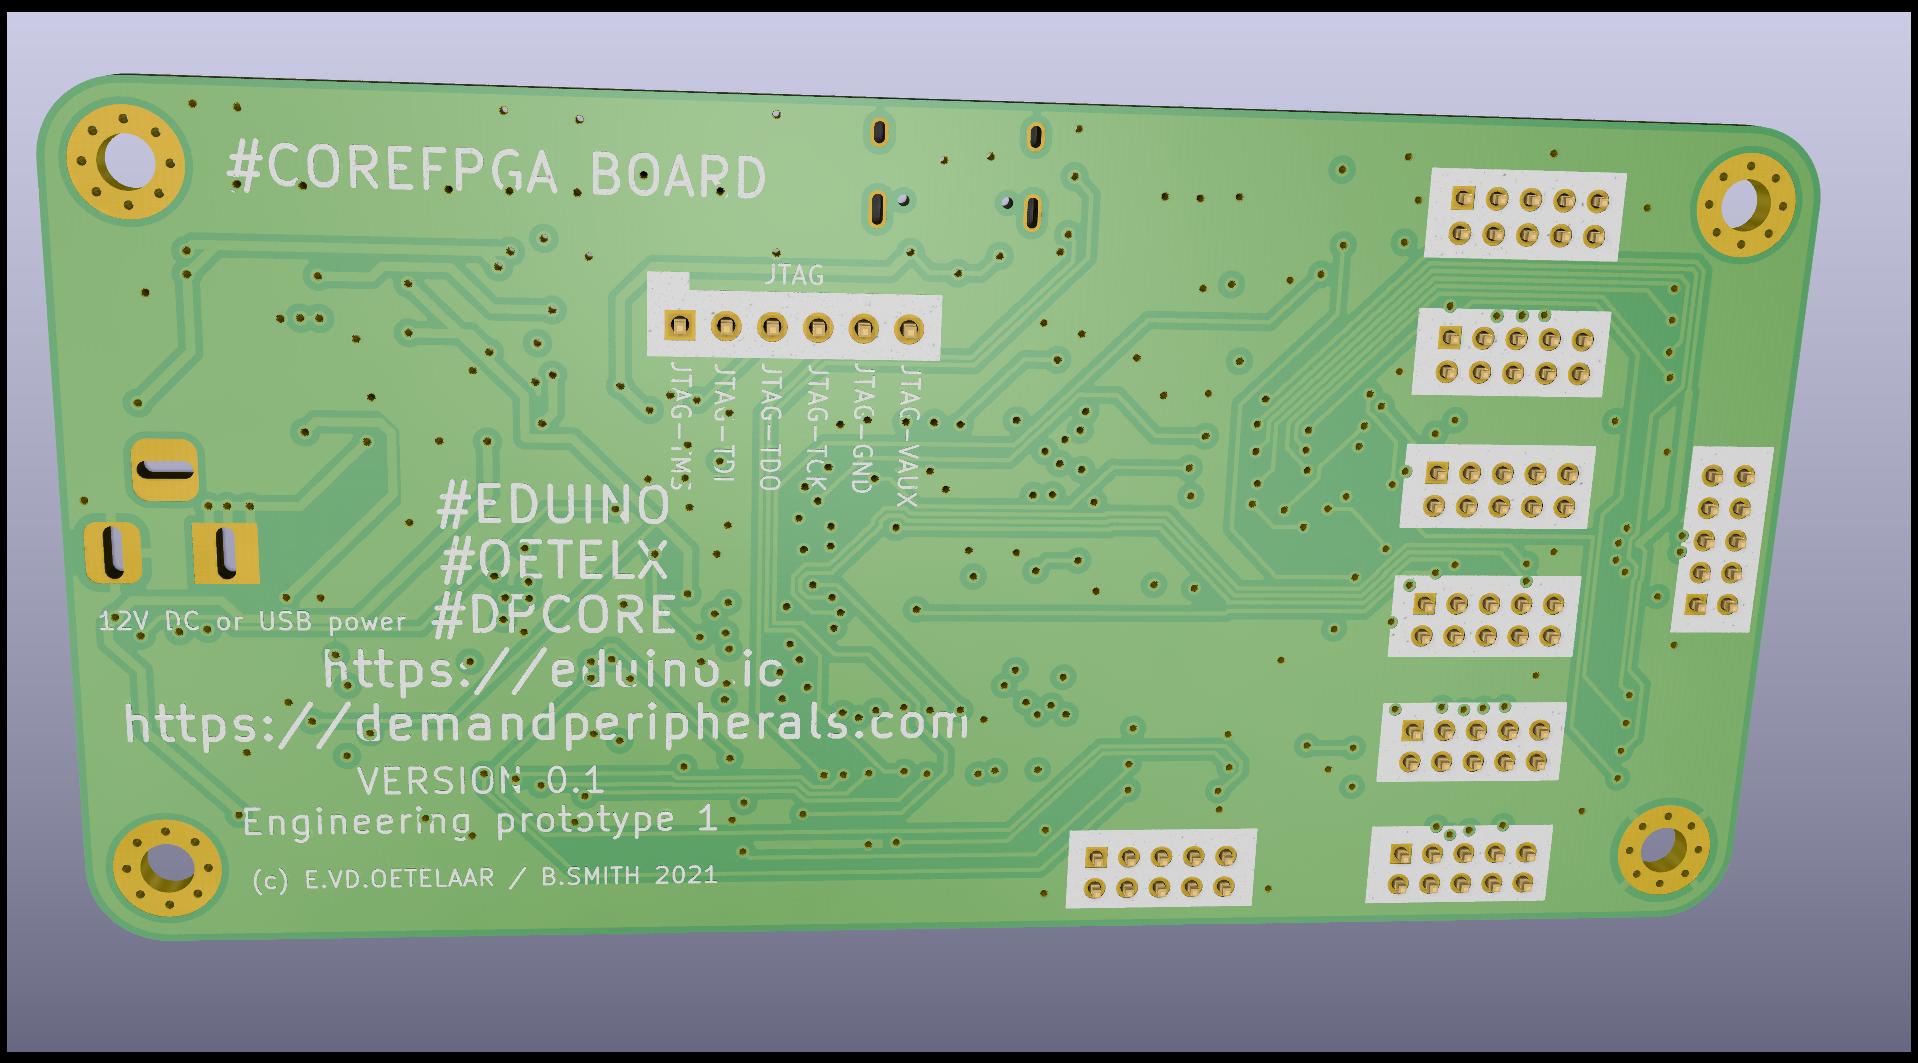 #COREFPGA BOARD
JTAG
JTAG-TMS
JTAG-TDI
JTAG-TDO
JTAG-TCK
JTAG-GND
JTAG-VAUX
#EDUINO
#OETELX
#DPCORE
12V DC or USB power
https://eduino.ic
https://demandperipherals.com
VERSION 0.1
Engineering prototype 1
(c) E.VD.OETELAAR / B.SMITH 2021